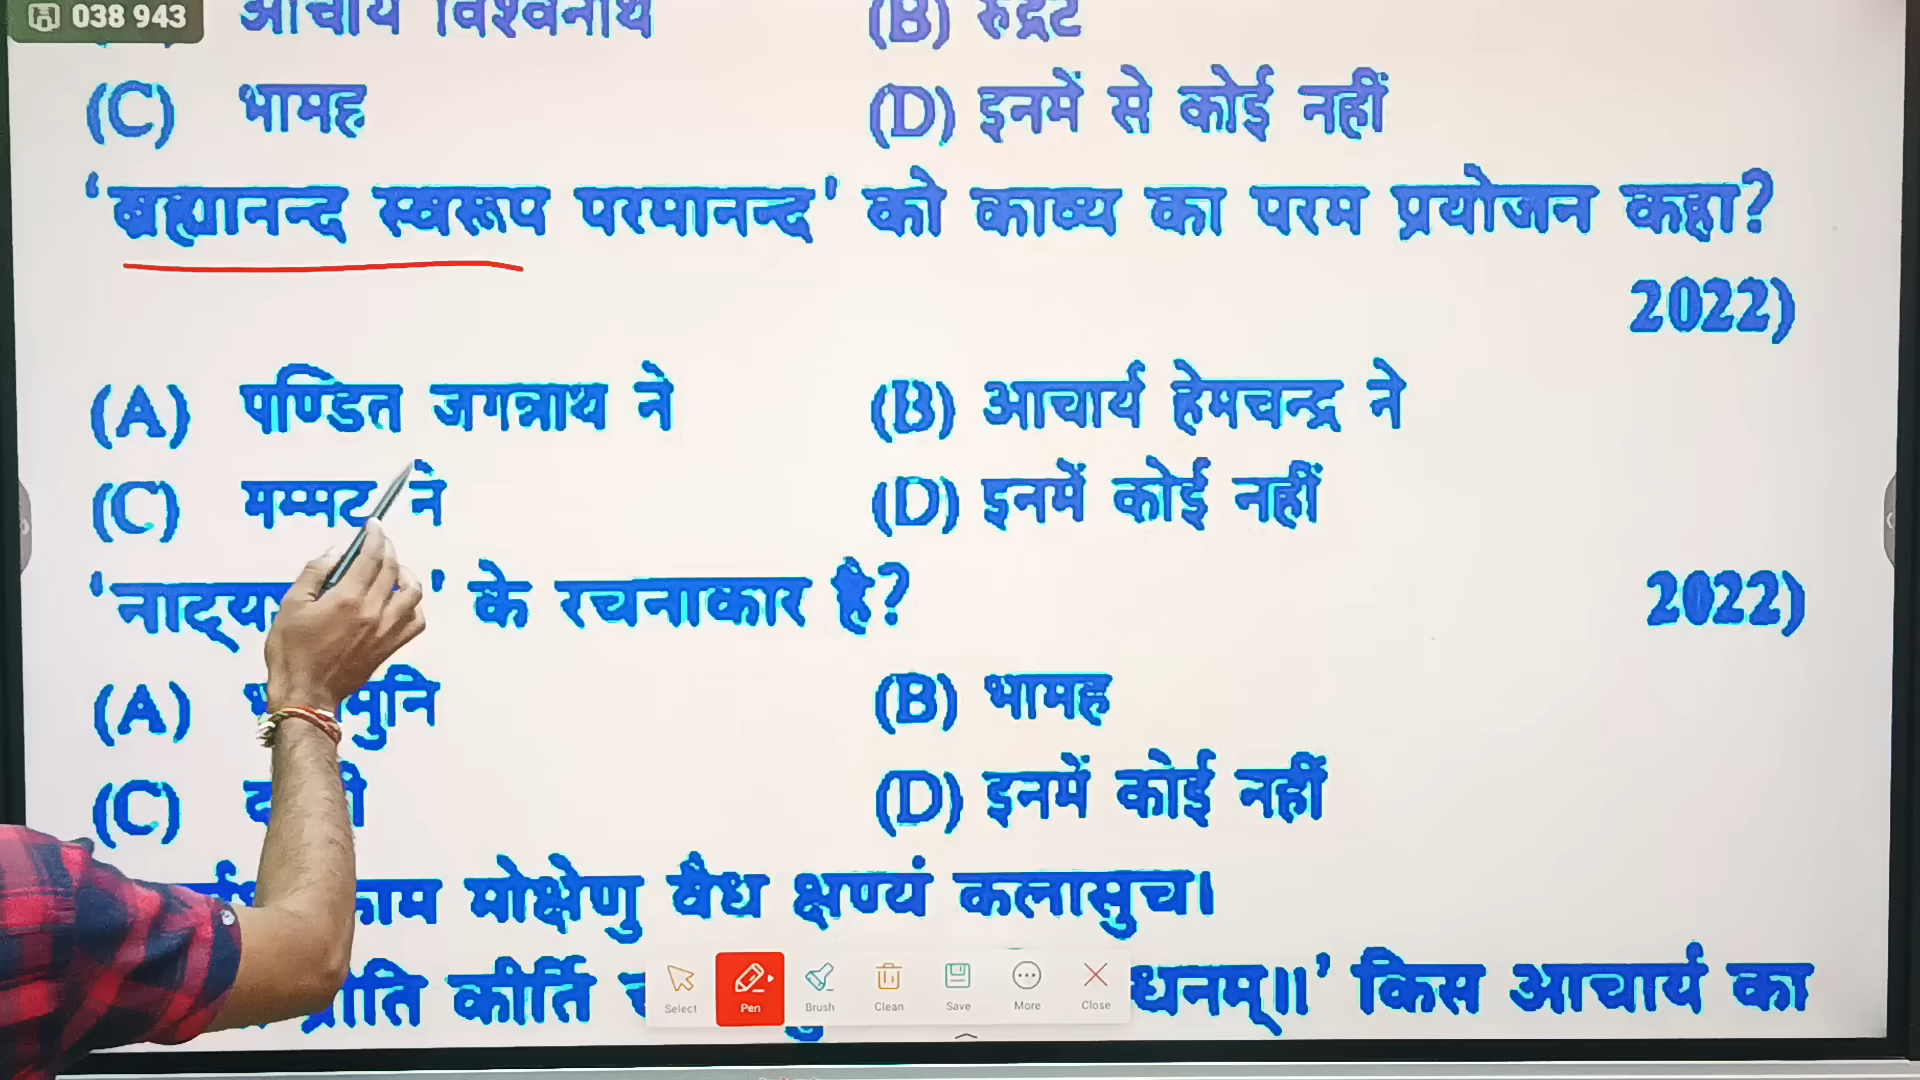 038 943
आचार्य विश्वनाथ (B) रुद्रट
(C) भामह (D) इनमें से कोई नहीं
‘ब्रह्मानन्द स्वरूप परमानन्द’ को काव्य का परम प्रयोजन कहा?
2022)
(A) पण्डित जगन्नाथ ने (B) आचार्य हेमचन्द्र ने
(C) मम्मट ने (D) इनमें कोई नहीं
’ के रचनाकार है? 2022)
(A) (B) भामह
(C) (D) इनमें कोई नहीं
काम मोक्षेणु वैध क्षण्यं कलासुच।
कीर्ति धनम्॥’ किस आचार्य का
Select Pen Brush Clean Save More Close